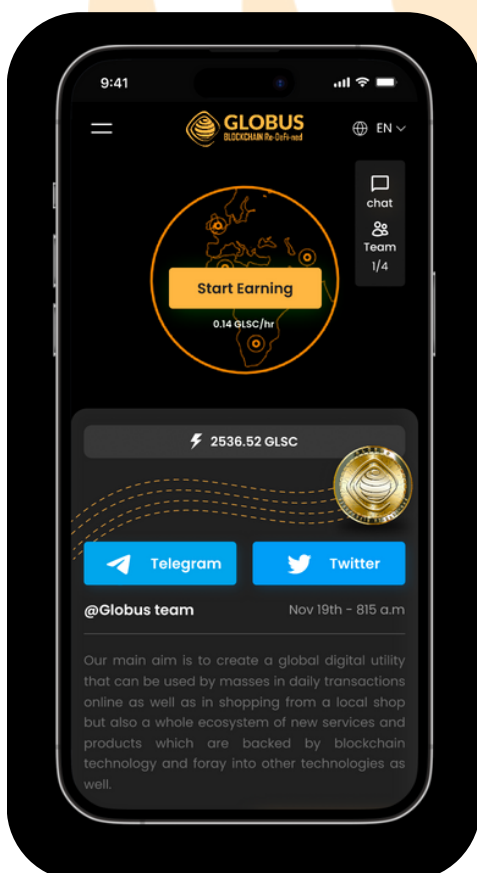 9:41
GLOBUS
BLOCKCHAIN Re-DeFi-ned
EN
chat
Team
1/4
Start Earning
0.14 GLSC/hr
2536.52 GLSC
Telegram
Twitter
@Globus team
Nov 19th - 815 a.m
Our main aim is to create a global digital utility
that can be used by masses in daily transactions
online as well as in shopping from a local shop
but also a whole ecosystem of new services and
products which are backed by blockchain
technology and foray into other technologies as
well.